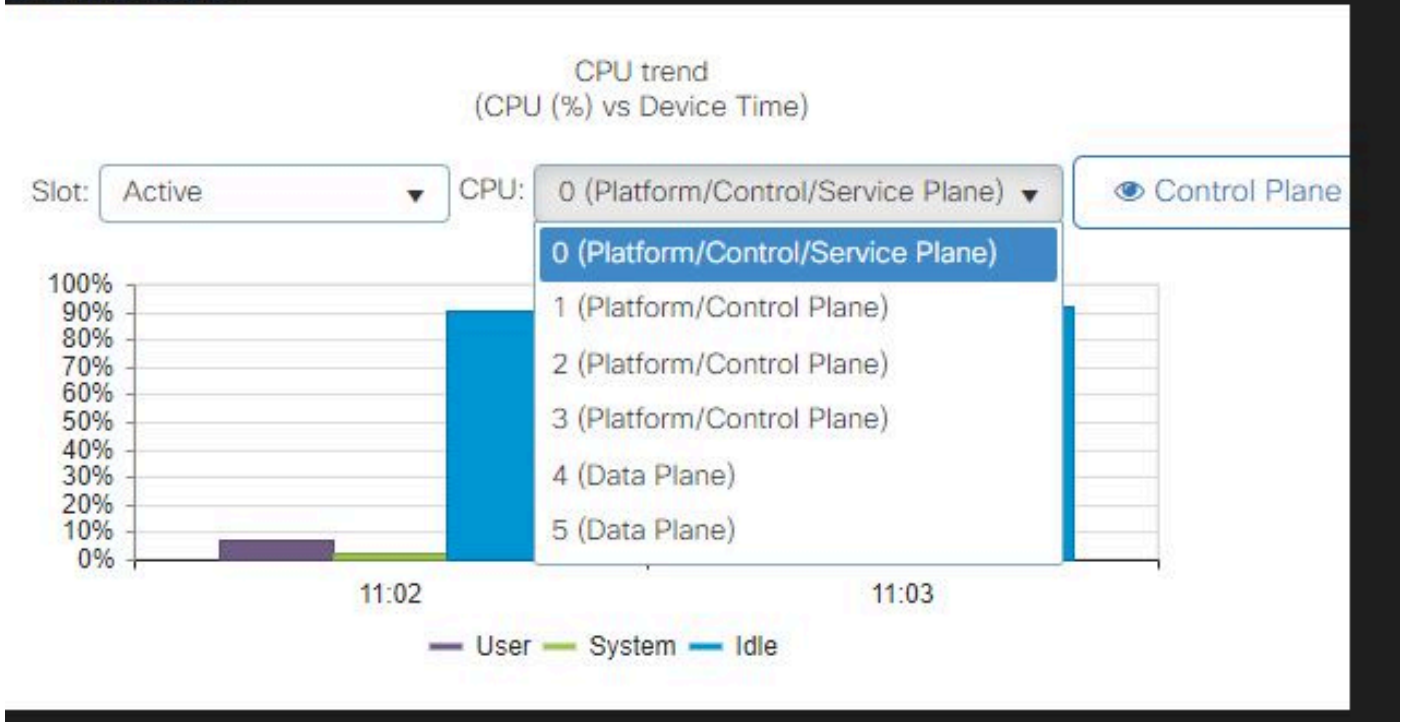 CPU trend
(CPU (%) vs Device Time)
Slot: Active CPU: 0 (Platform/Control/Service Plane) Control Plane
0 (Platform/Control/Service Plane)
1 (Platform/Control Plane)
2 (Platform/Control Plane)
3 (Platform/Control Plane)
4 (Data Plane)
5 (Data Plane)
100%
90%
80%
70%
60%
50%
40%
30%
20%
10%
0%
11:02 11:03
User System Idle